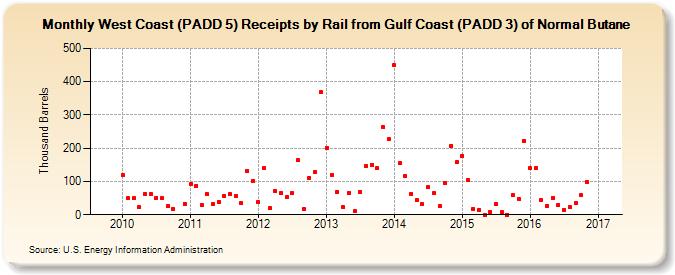 Monthly West Coast (PADD 5) Receipts by Rail from Gulf Coast (PADD 3) of Normal Butane
Thousand Barrels
500
400
300
200
100
0
2010 2011 2012 2013 2014 2015 2016 2017
Source: U.S. Energy Information Administration